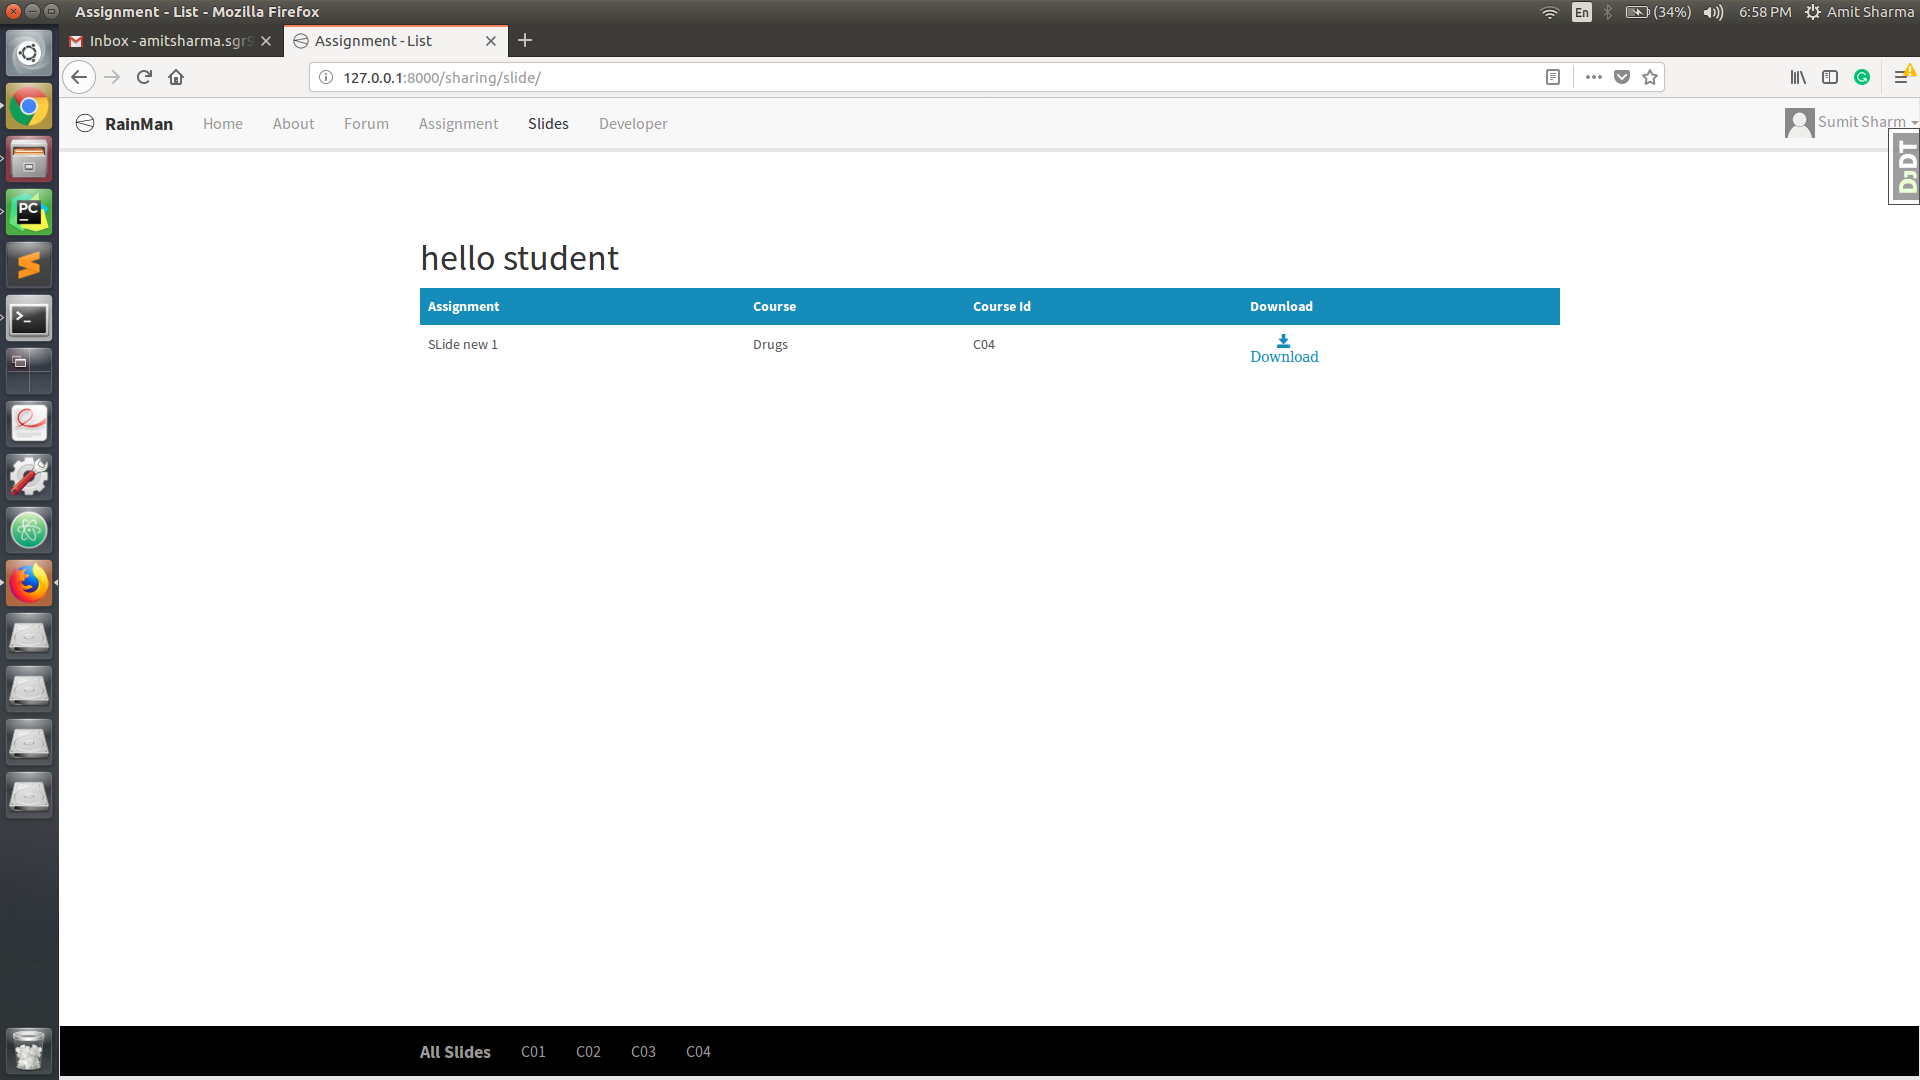 Assignment - List - Mozilla Firefox
En (34%) 6:58 PM Amit Sharma
Inbox - amitsharma.sgr9 Assignment - List
127.0.0.1:8000/sharing/slide/
RainMan Home About Forum Assignment Slides Developer Sumit Sharm
DJDT
PC
hello student
Assignment Course Course Id Download
SLide new 1 Drugs C04 Download
All Slides C01 C02 C03 C04